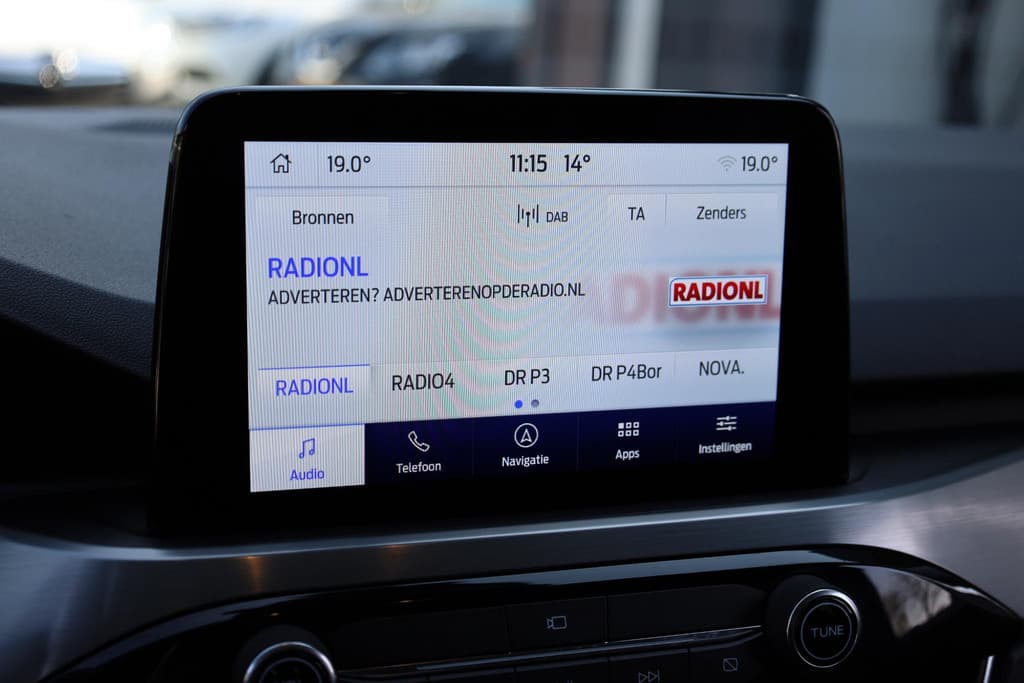 19.0° 11:15 14° 19.0°
Bronnen DAB TA Zenders
RADIONL
ADVERTEREN? ADVERTERENOPDERADIO.NL
RADIONL
RADIONL RADIO4 DR P3 DR P4Bor NOVA.
Audio Telefoon Navigatie Apps Instellingen
TUNE